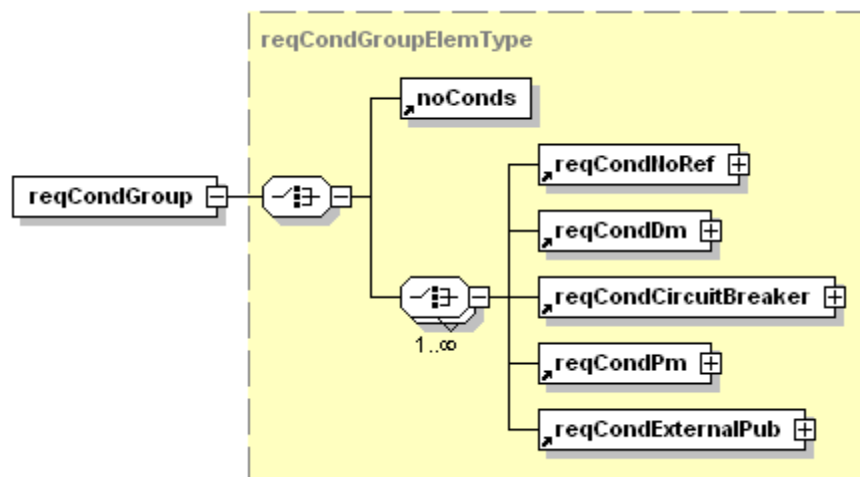 reqCondGroupElemType
noConds
reqCondNoRef
reqCondGroup
reqCondDm
reqCondCircuitBreaker
1..∞
reqCondPm
reqCondExternalPub